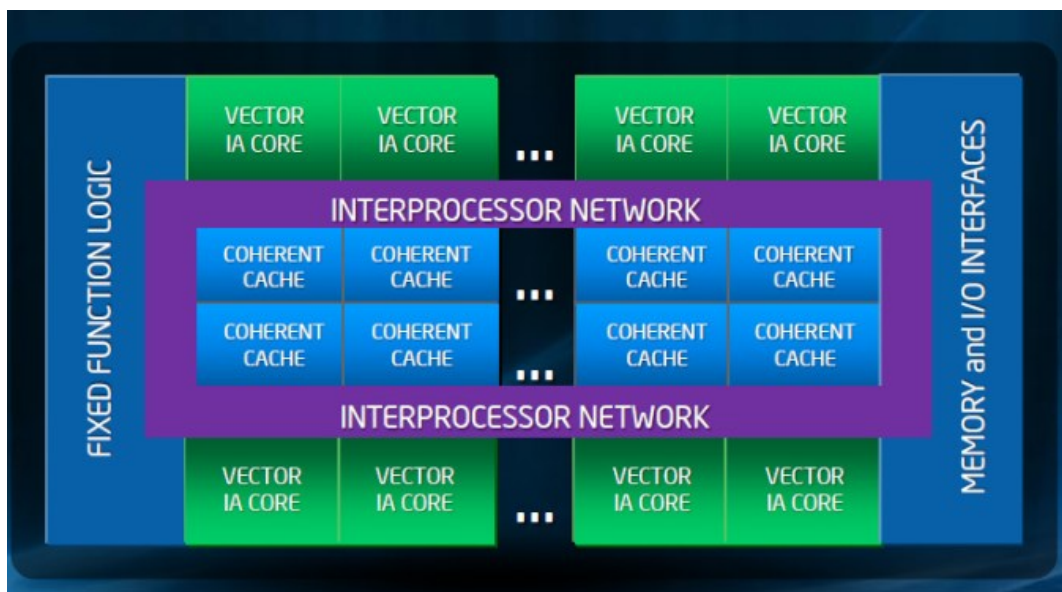 FIXED FUNCTION LOGIC
VECTOR
IA CORE
VECTOR
IA CORE
...
VECTOR
IA CORE
VECTOR
IA CORE
MEMORY and I/O INTERFACES
INTERPROCESSOR NETWORK
COHERENT
CACHE
COHERENT
CACHE
...
COHERENT
CACHE
COHERENT
CACHE
COHERENT
CACHE
COHERENT
CACHE
...
COHERENT
CACHE
COHERENT
CACHE
INTERPROCESSOR NETWORK
VECTOR
IA CORE
VECTOR
IA CORE
...
VECTOR
IA CORE
VECTOR
IA CORE